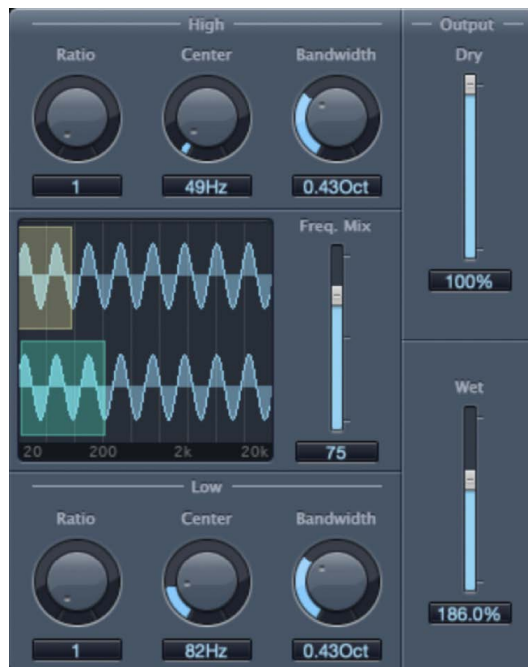 High
Output
Ratio
Center
Bandwidth
Dry
1
49Hz
0.43Oct
Freq. Mix
100%
Wet
20
200
2k
20k
75
Low
Ratio
Center
Bandwidth
186.0%
1
82Hz
0.43Oct